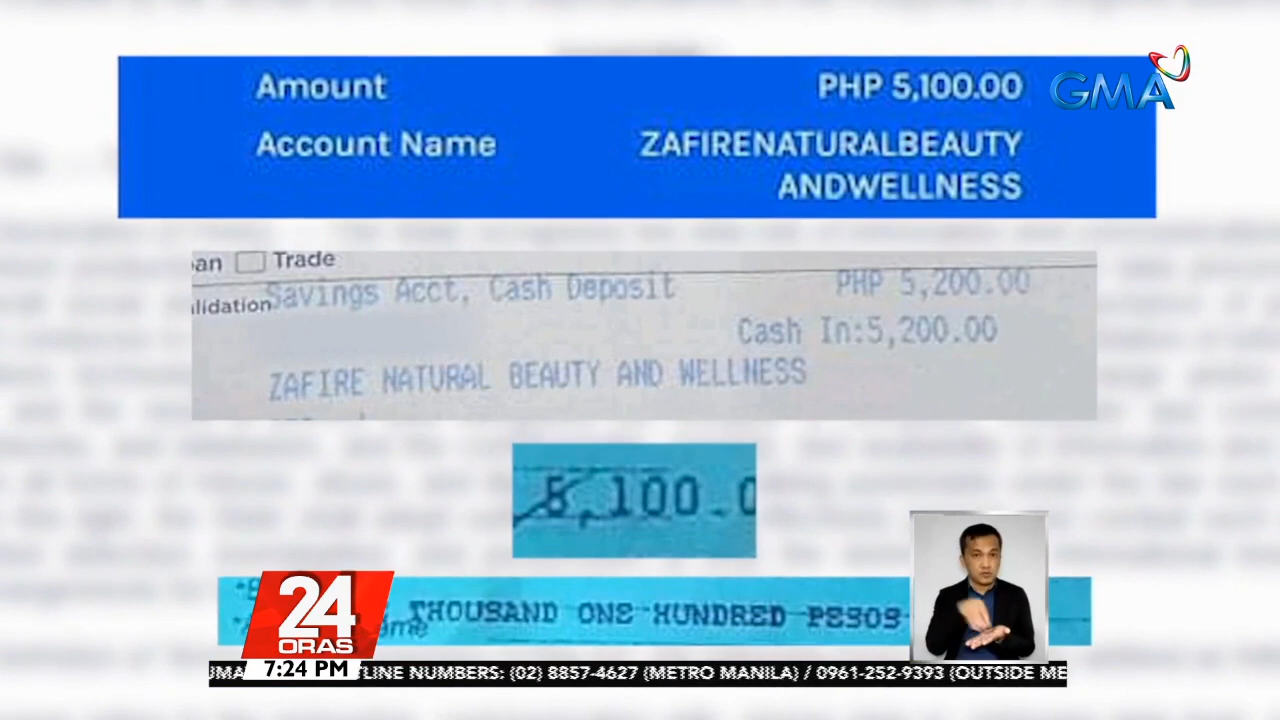 Amount PHP 5,100.00
GMA
Account Name ZAFIRENATURALBEAUTY
ANDWELLNESS
Trade
Savings Acct, Cash Deposit PHP 5,200.00
Cash In:5,200.00
ZAFIRE NATURAL BEAUTY AND WELLNESS
5,100.0
THOUSAND ONE HUNDRED PESOS
24
ORAS
7:24 PM
NUMBERS: (02) 8857-4627 (METRO MANILA) / 0961-252-9393 (OUTSIDE